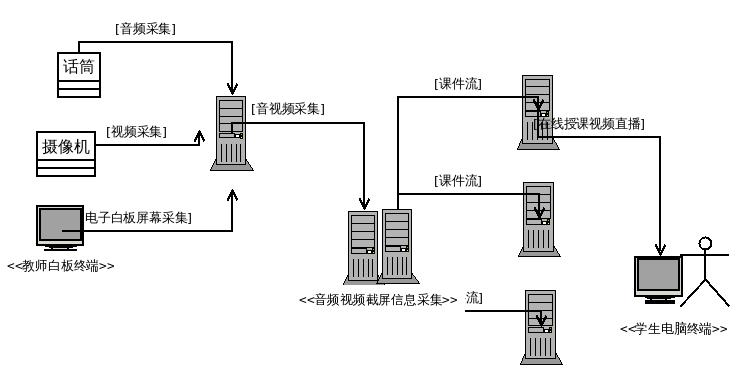 [音频采集]
话筒
[视频采集]
摄像机
电子白板屏幕采集]
<<教师白板终端>>
[音视频采集]
[课件流]
[在线授课视频直播]
[课件流]
<<音频视频截屏信息采集>>
流]
<<学生电脑终端>>